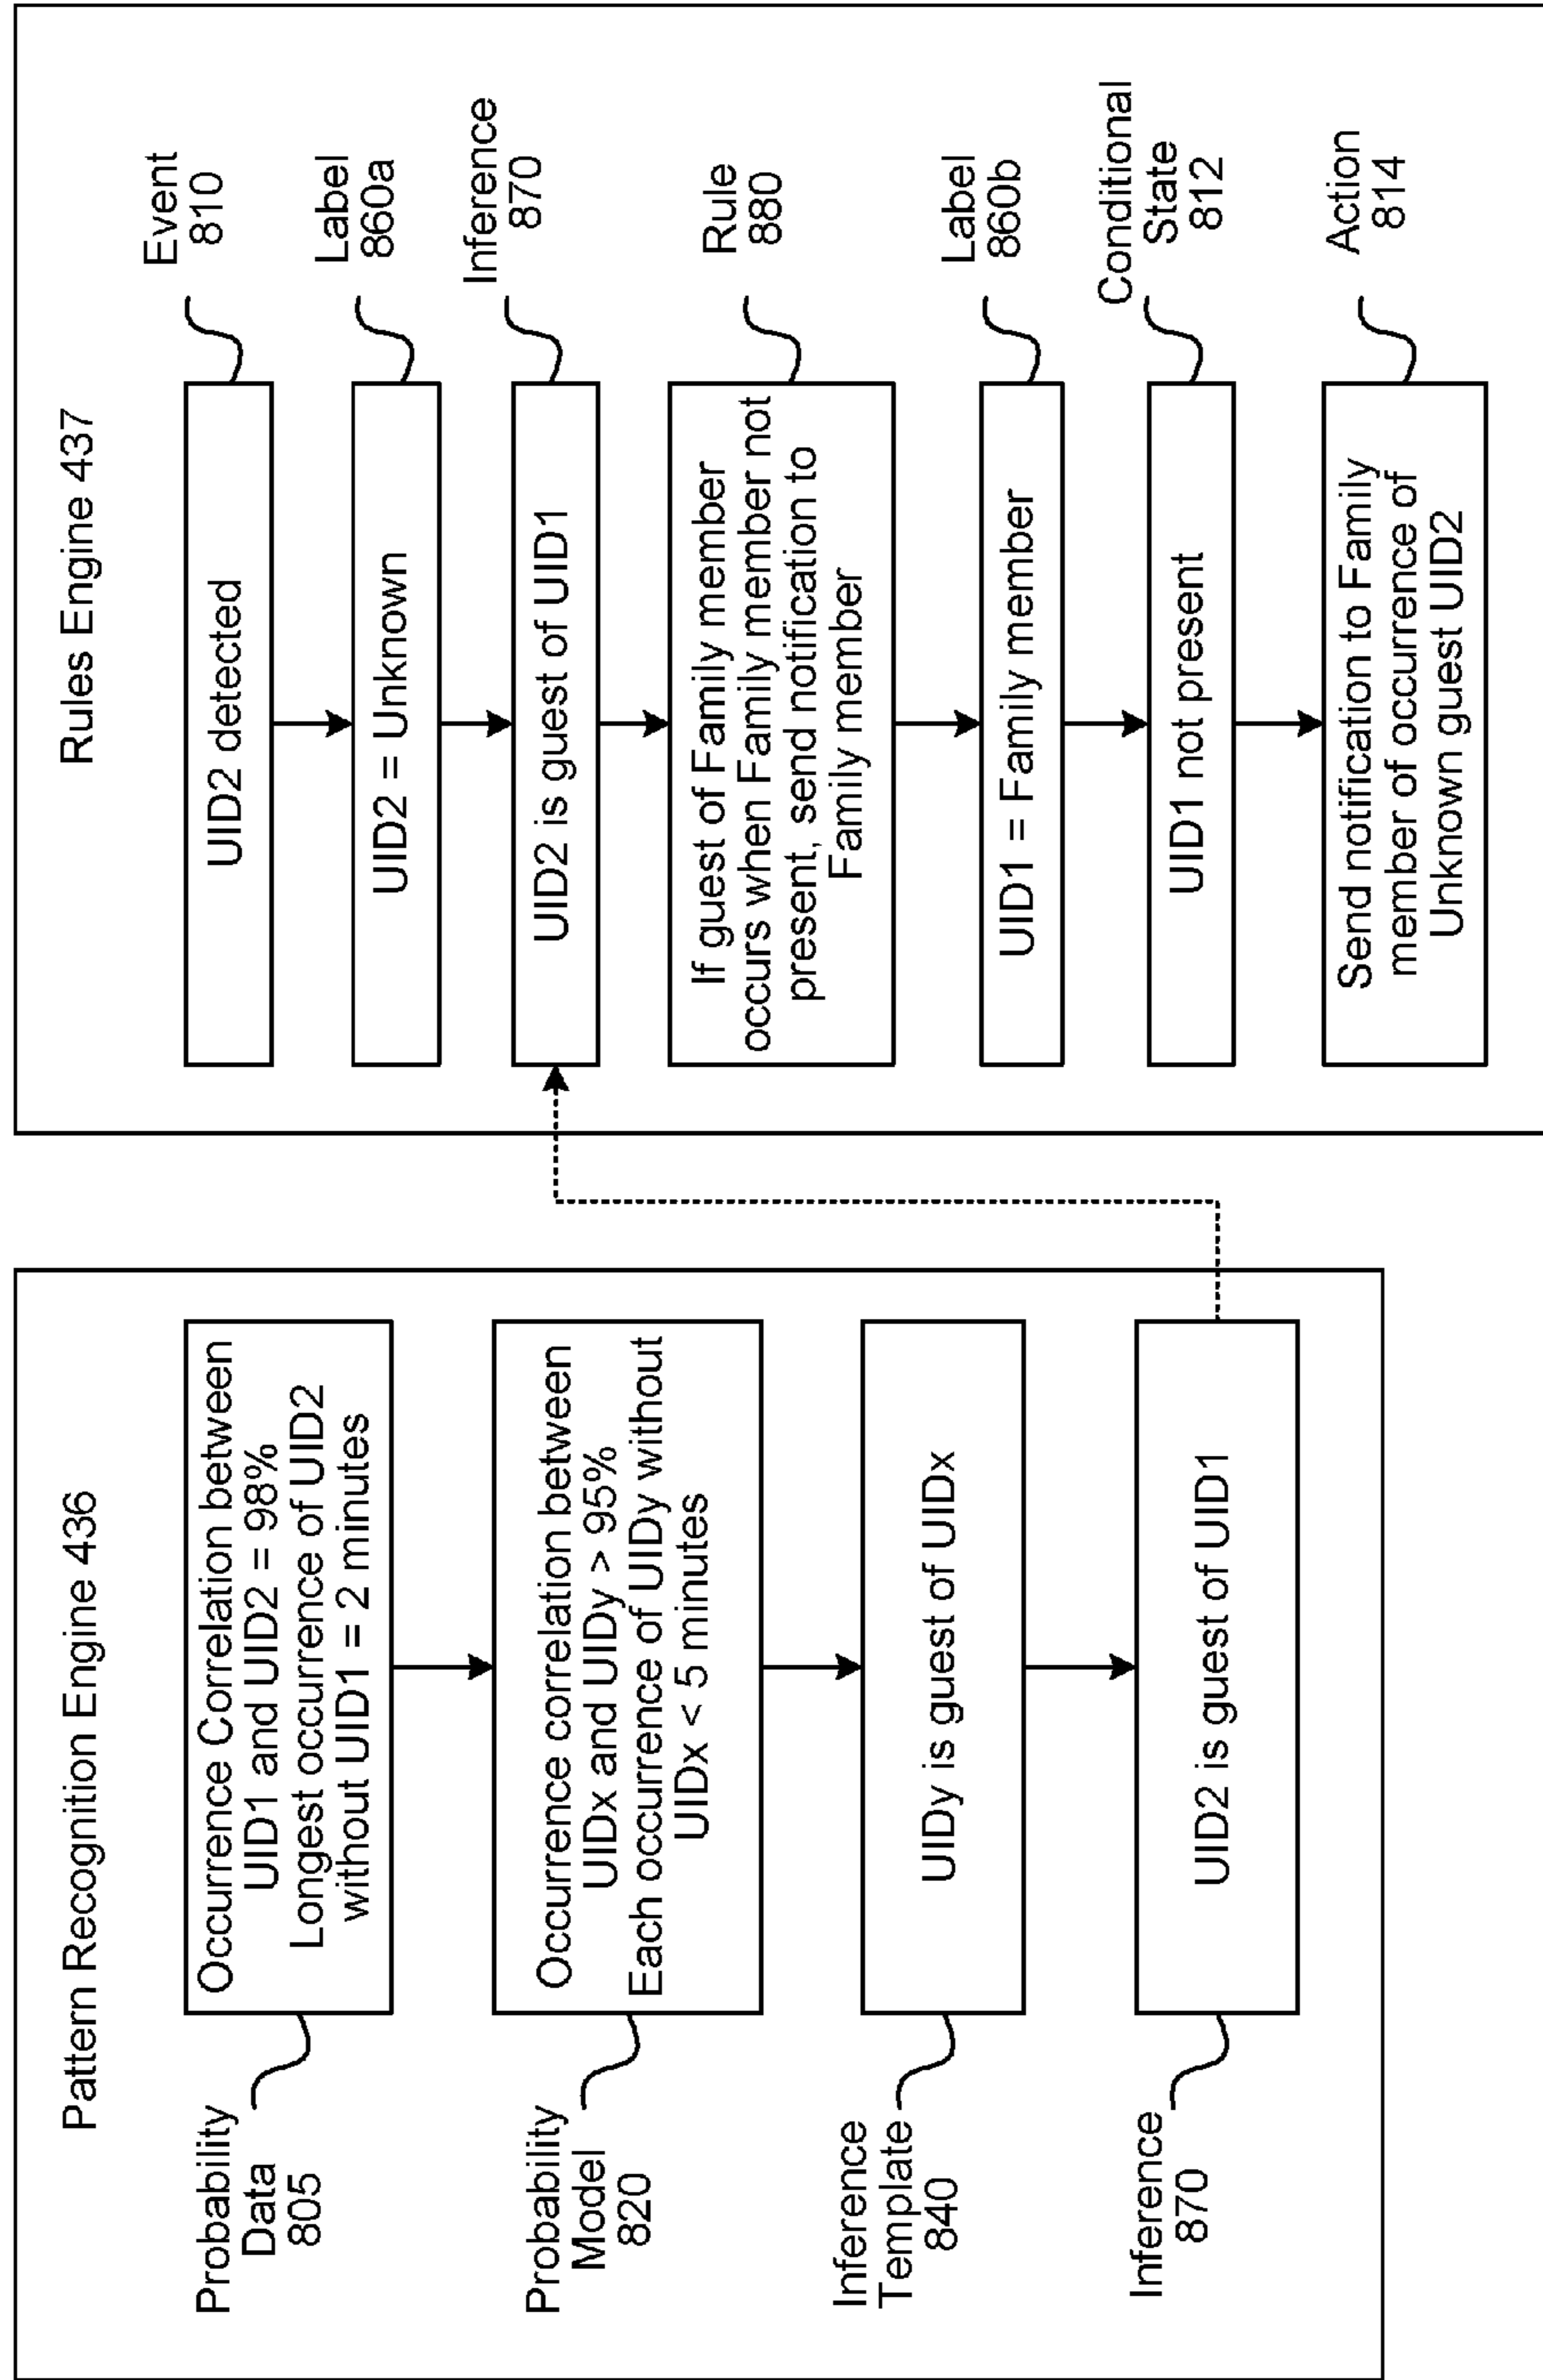 Pattern Recognition Engine 436
Probability
Data
805
Occurrence Correlation between
UID1 and UID2 = 98%
Longest occurrence of UID2
without UID1 = 2 minutes
Probability
Model
820
Occurrence correlation between
UIDx and UIDy > 95%
Each occurrence of UIDy without
UIDx < 5 minutes
Inference
Template
840
UIDy is guest of UIDx
Inference
870
UID2 is guest of UID1
Rules Engine 437
UID2 detected
Event
810
UID2 = Unknown
Label
860a
UID2 is guest of UID1
Inference
870
If guest of Family member
occurs when Family member not
present, send notification to
Family member
Rule
880
UID1 = Family member
Label
860b
UID1 not present
Conditional
State
812
Send notification to Family
member of occurrence of
Unknown guest UID2
Action
814